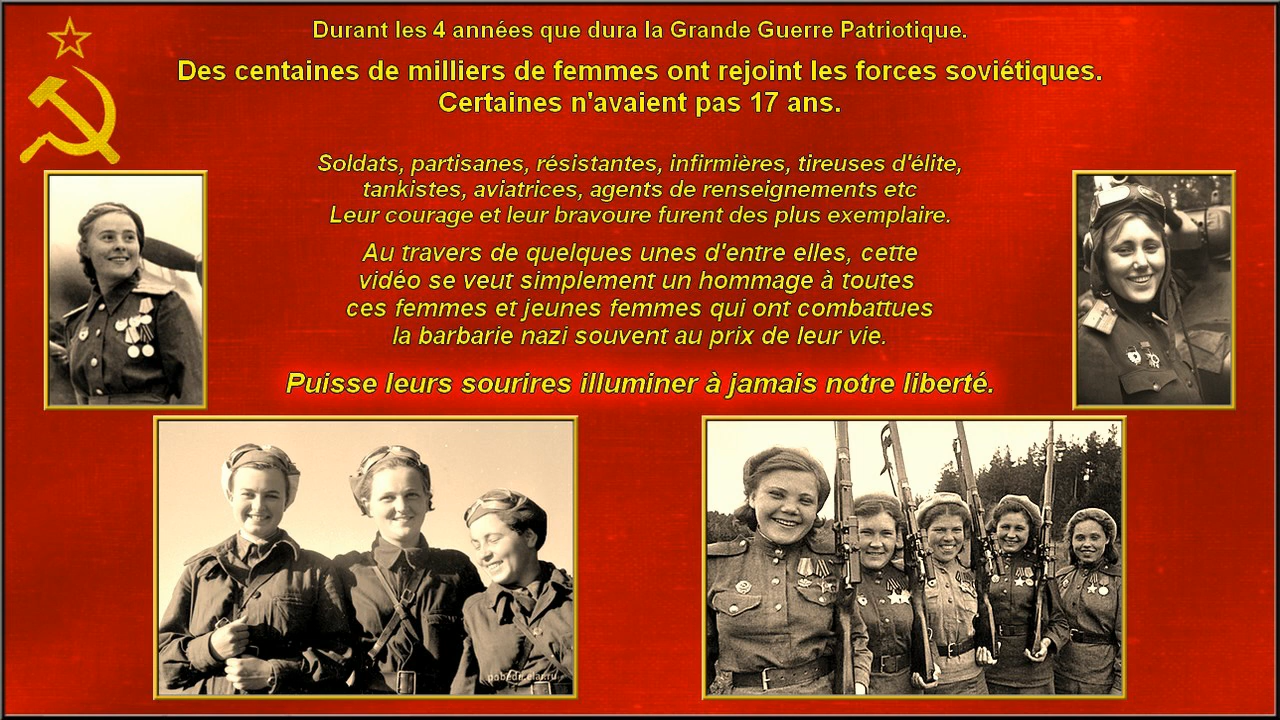 Durant les 4 années que dura la Grande Guerre Patriotique.
Des centaines de milliers de femmes ont rejoint les forces soviétiques.
Certaines n'avaient pas 17 ans.
Soldats, partisanes, résistantes, infirmières, tireuses d'élite,
tankistes, aviatrices, agents de renseignements etc
Leur courage et leur bravoure furent des plus exemplaire.
Au travers de quelques unes d'entre elles, cette
vidéo se veut simplement un hommage à toutes
ces femmes et jeunes femmes qui ont combattues
la barbarie nazi souvent au prix de leur vie.
Puisse leurs sourires illuminer à jamais notre liberté.